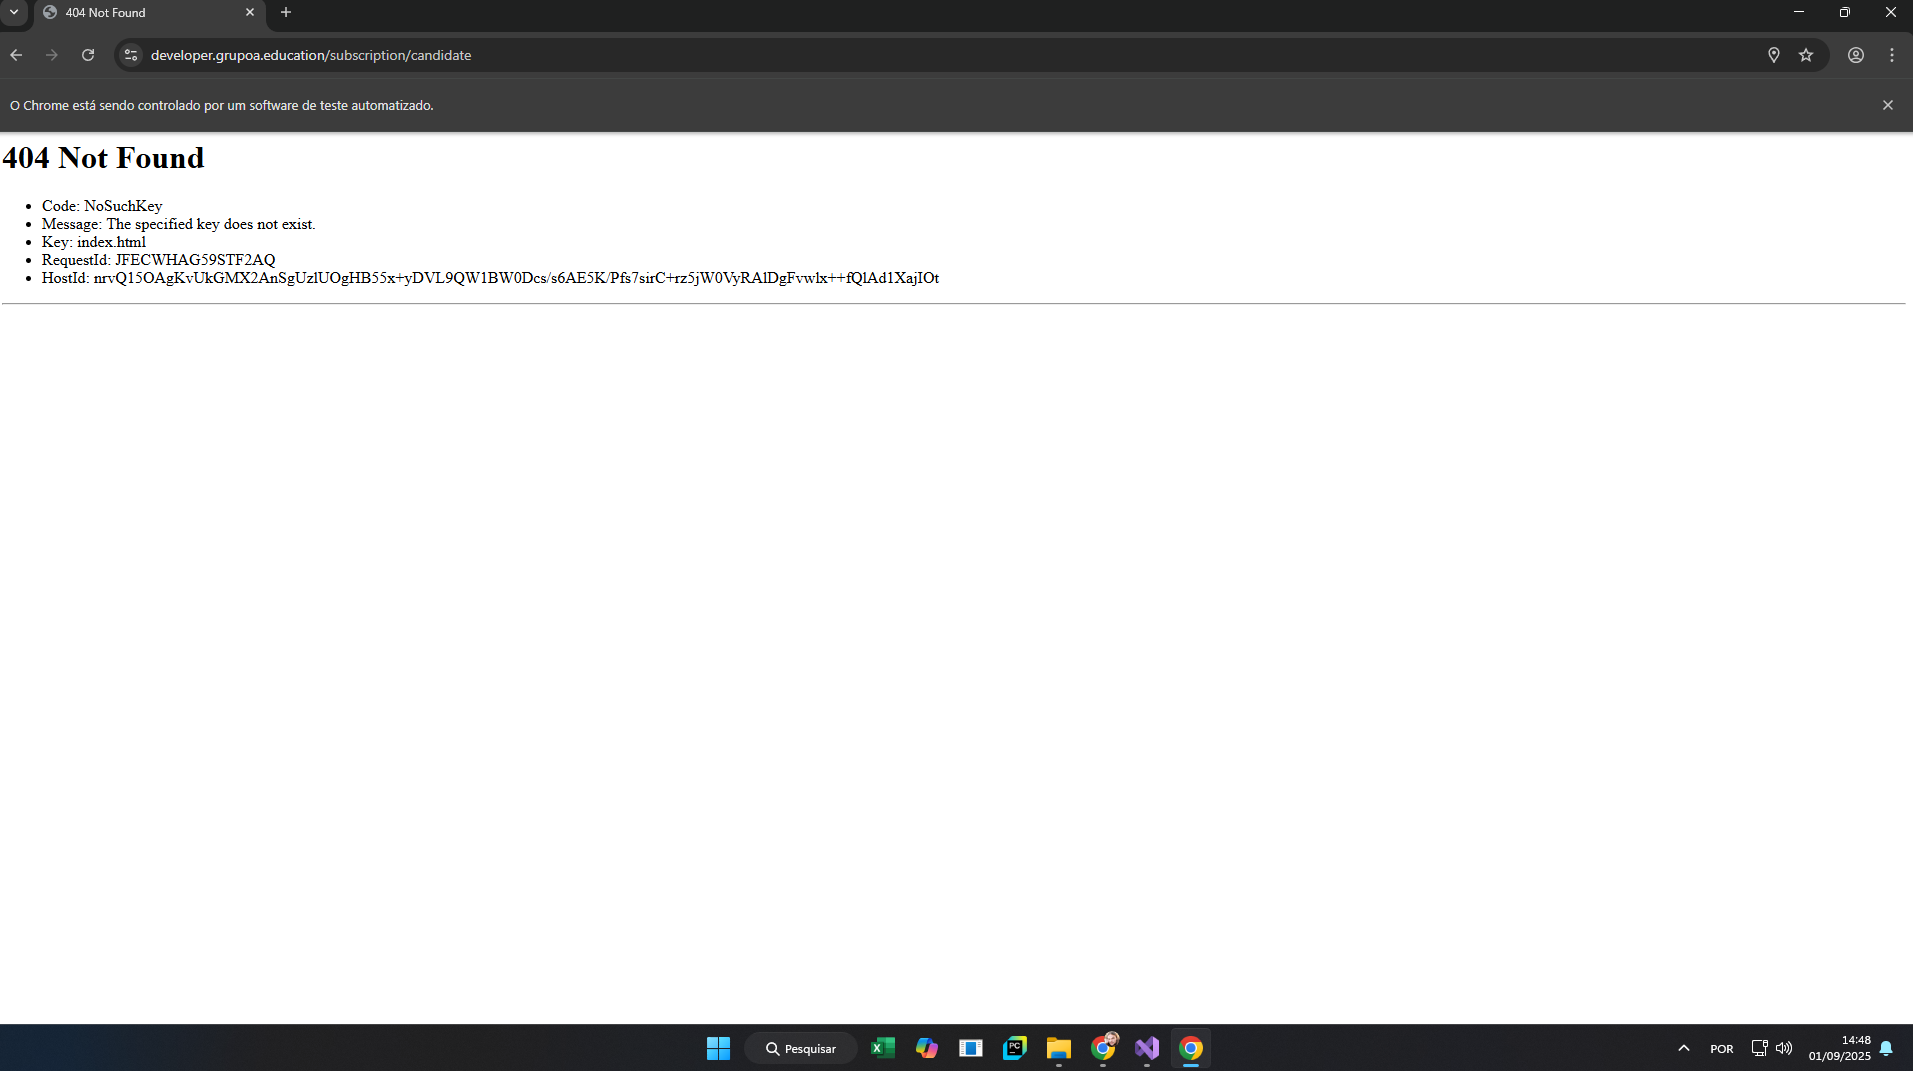 404 Not Found
developer.grupoa.education/subscription/candidate
O Chrome está sendo controlado por um software de teste automatizado.
404 Not Found
Code: NoSuchKey
Message: The specified key does not exist.
Key: index.html
RequestId: JFECWHAG59STF2AQ
HostId: nrvQ15OAgKvUkGMX2AnSgUzlUOgHB55x+yDVL9QW1BW0Dcs/s6AE5K/Pfs7sirC+rz5jW0VyRAlDgFvwlx++fQlAd1XajIOt
Pesquisar
POR
14:48
01/09/2025